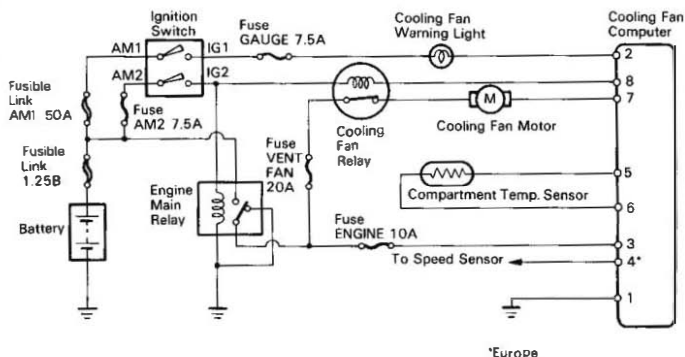 Ignition
Switch
AM1
IG1
AM2
IG2
Fuse
GAUGE 7.5A
Cooling Fan
Warning Light
Cooling Fan
Computer
2
8
7
Fusible
Link
AM1 50A
Fuse
AM2 7.5A
Fusible
Link
1.25B
Battery
Engine
Main
Relay
Fuse
VENT
FAN
20A
Cooling
Fan
Relay
M
Cooling Fan Motor
5
Compartment Temp. Sensor
6
Fuse
ENGINE 10A
3
To Speed Sensor
4*
1
*Europe